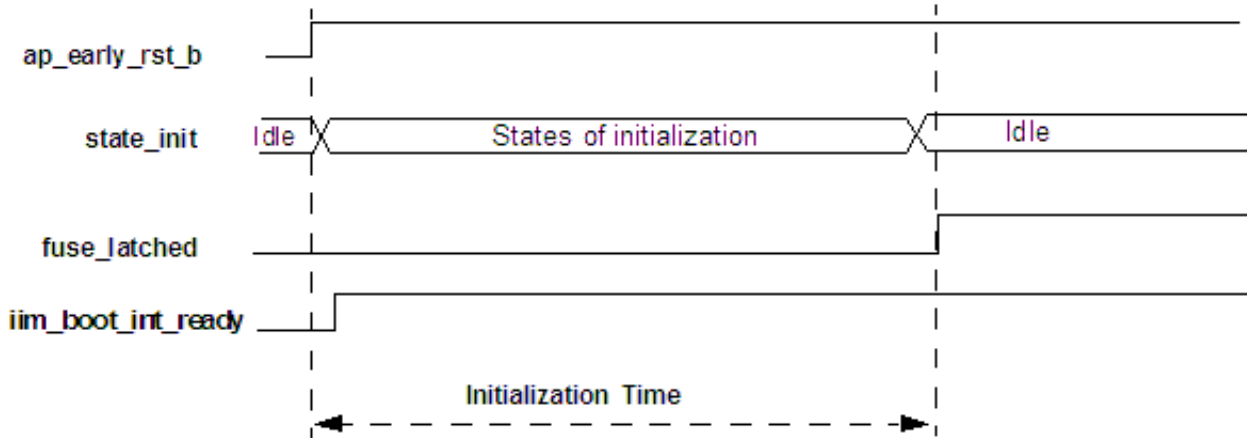 ap_early_rst_b
state_init
Idle
States of initialization
Idle
fuse_latched
iim_boot_int_ready
Initialization Time